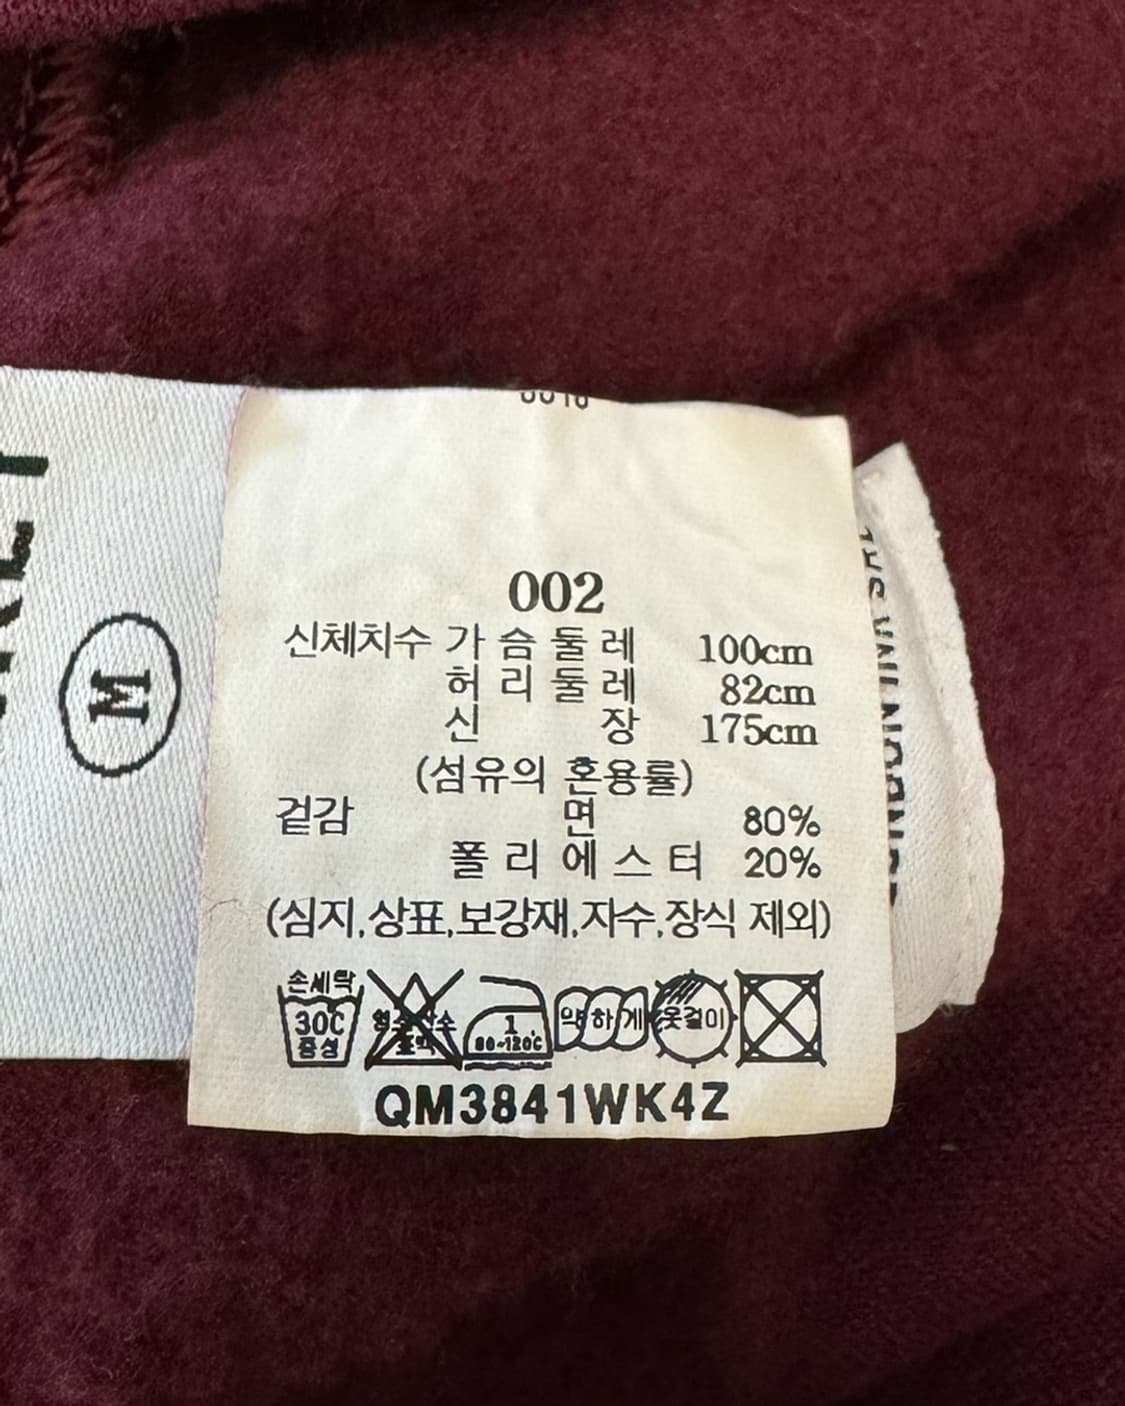 M
002
신체치수 가 슴 둘 레 100cm
허 리 둘 레 82cm
신 장 175cm
(섬유의 혼용률)
겉감 면 80%
폴 리 에 스 터 20%
(심지,상표,보강재,자수,장식 제외)
손세탁
30C
중성
1
80~120℃
약하게
옷걸이
QM3841WK4Z